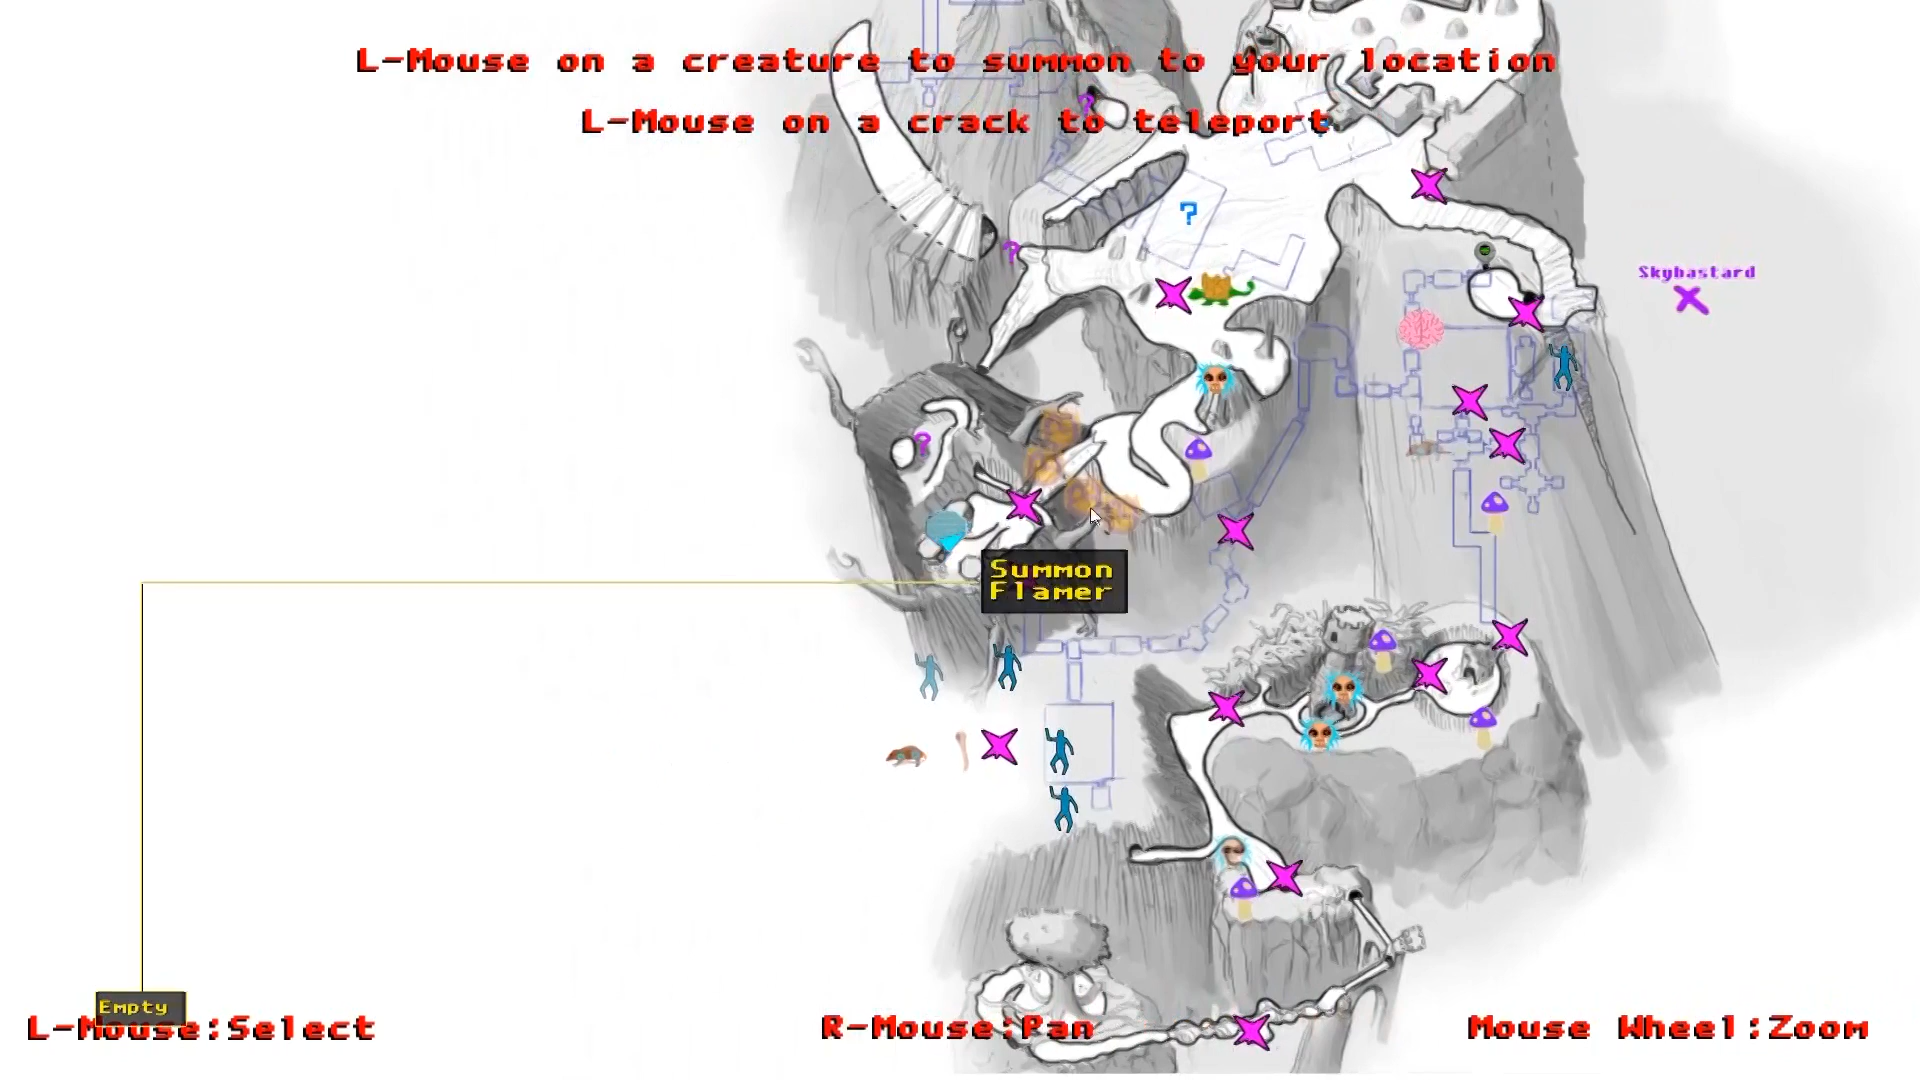 L-Mouse on a creature to summon to your location
L-Mouse on a crack to teleport
?
?
?
Skybastard
?
Summon
Flamer
Empty
L-Mouse:Select
R-Mouse:Pan
Mouse Wheel:Zoom